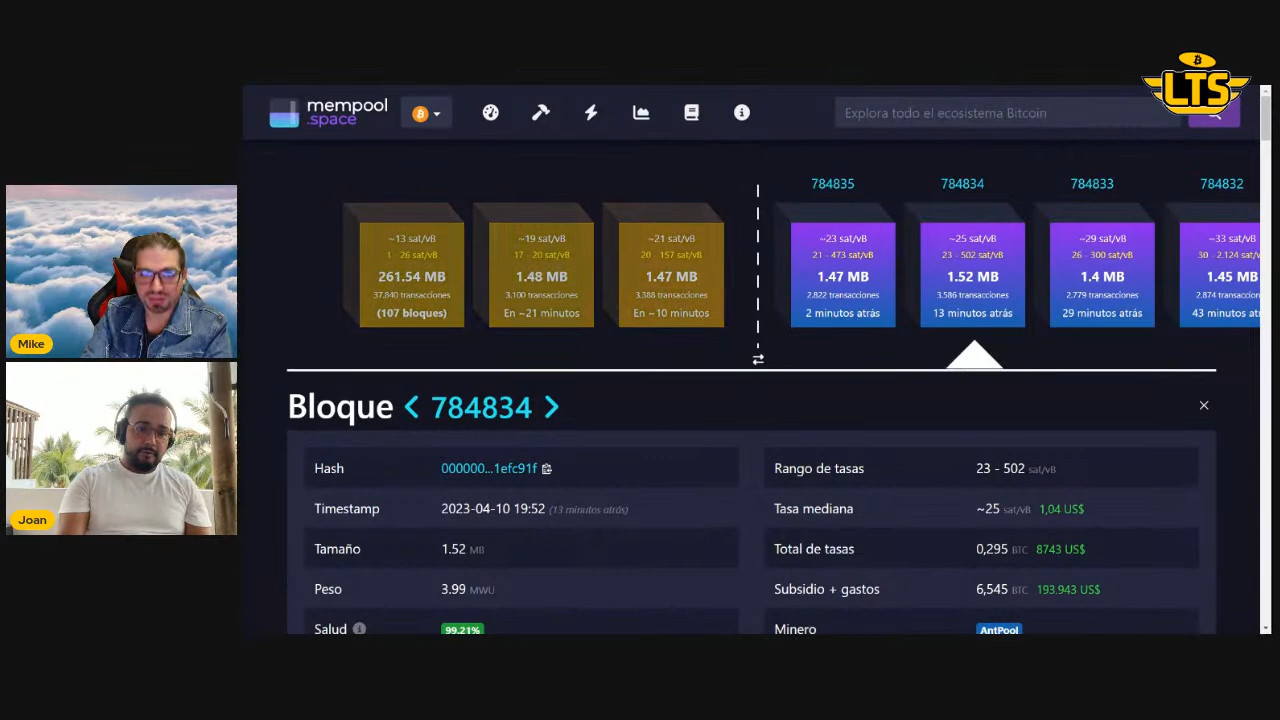 LTS
mempool
.space
Explora todo el ecosistema Bitcoin
784835
784834
784833
784832
~13 sat/vB
1 - 26 sat/vB
261.54 MB
37.840 transacciones
(107 bloques)
~19 sat/vB
17 - 20 sat/vB
1.48 MB
3.100 transacciones
En ~21 minutos
~21 sat/vB
20 - 157 sat/vB
1.47 MB
3.388 transacciones
En ~10 minutos
~23 sat/vB
21 - 473 sat/vB
1.47 MB
2.822 transacciones
2 minutos atrás
~25 sat/vB
23 - 502 sat/vB
1.52 MB
3.586 transacciones
13 minutos atrás
~29 sat/vB
26 - 300 sat/vB
1.4 MB
2.779 transacciones
29 minutos atrás
~33 sat/vB
30 - 2.124 sat/v
1.45 MB
2.874 transaccione
43 minutos atrá
Mike
Joan
Bloque < 784834 >
Hash 000000...1efc91f
Timestamp 2023-04-10 19:52 (13 minutos atrás)
Tamaño 1.52 MB
Peso 3.99 MWU
Salud 99.21%
Rango de tasas 23 - 502 sat/vB
Tasa mediana ~25 sat/vB 1,04 US$
Total de tasas 0,295 BTC 8743 US$
Subsidio + gastos 6,545 BTC 193.943 US$
Minero AntPool